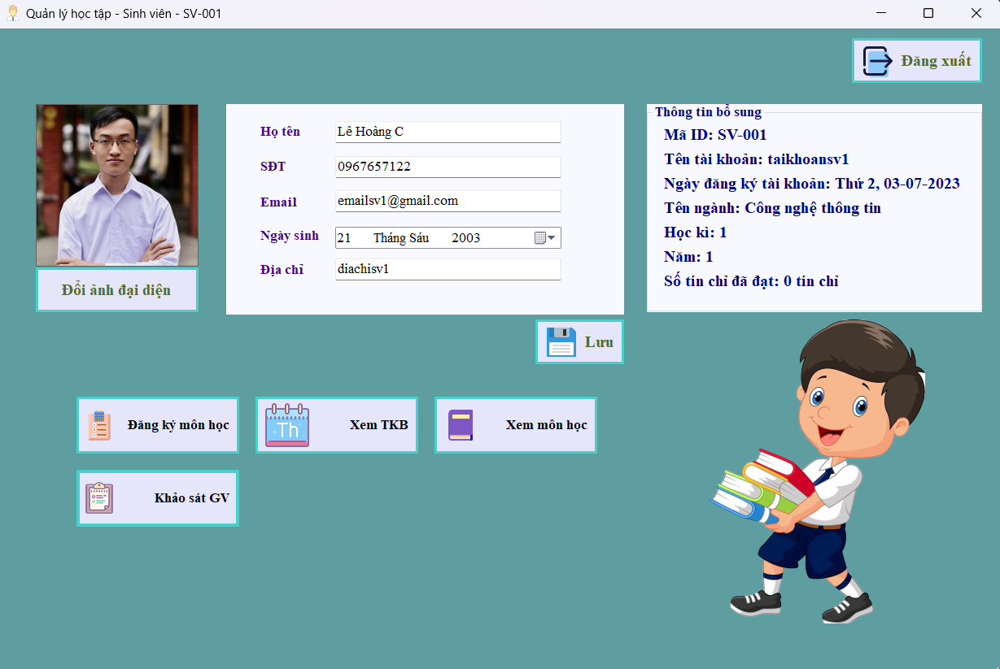 Quản lý học tập - Sinh viên - SV-001
Đăng xuất
Họ tên
Lê Hoàng C
SĐT
0967657122
Email
emailsv1@gmail.com
Ngày sinh
21 Tháng Sáu 2003
Địa chỉ
diachisv1
Thông tin bổ sung
Mã ID: SV-001
Tên tài khoản: taikhoansv1
Ngày đăng ký tài khoản: Thứ 2, 03-07-2023
Tên ngành: Công nghệ thông tin
Học kì: 1
Năm: 1
Số tín chỉ đã đạt: 0 tín chỉ
Đổi ảnh đại diện
Lưu
Đăng ký môn học
Th
Xem TKB
Xem môn học
Khảo sát GV